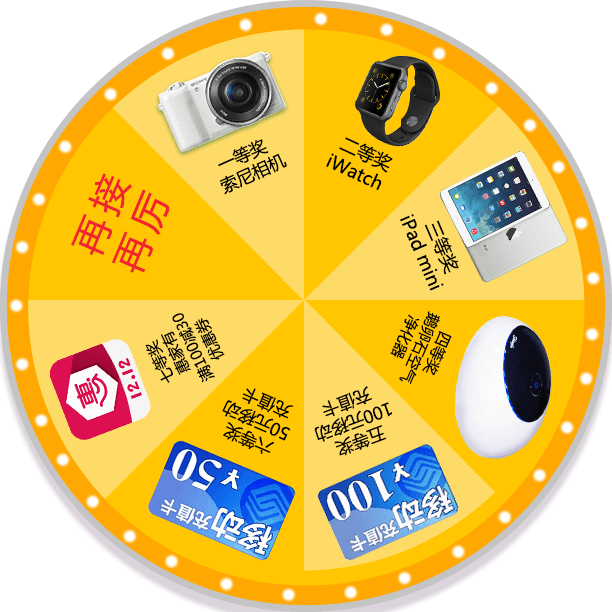 一等奖
索尼相机
二等奖
iWatch
三等奖
iPad mini
四等奖
鹅卵石空气
净化器
五等奖
100元移动
充值卡
¥100
移动充值卡
六等奖
50元移动
充值卡
¥50
移动充值卡
七等奖
惠家有
满100减30
优惠券
惠
12.12
再接
再厉